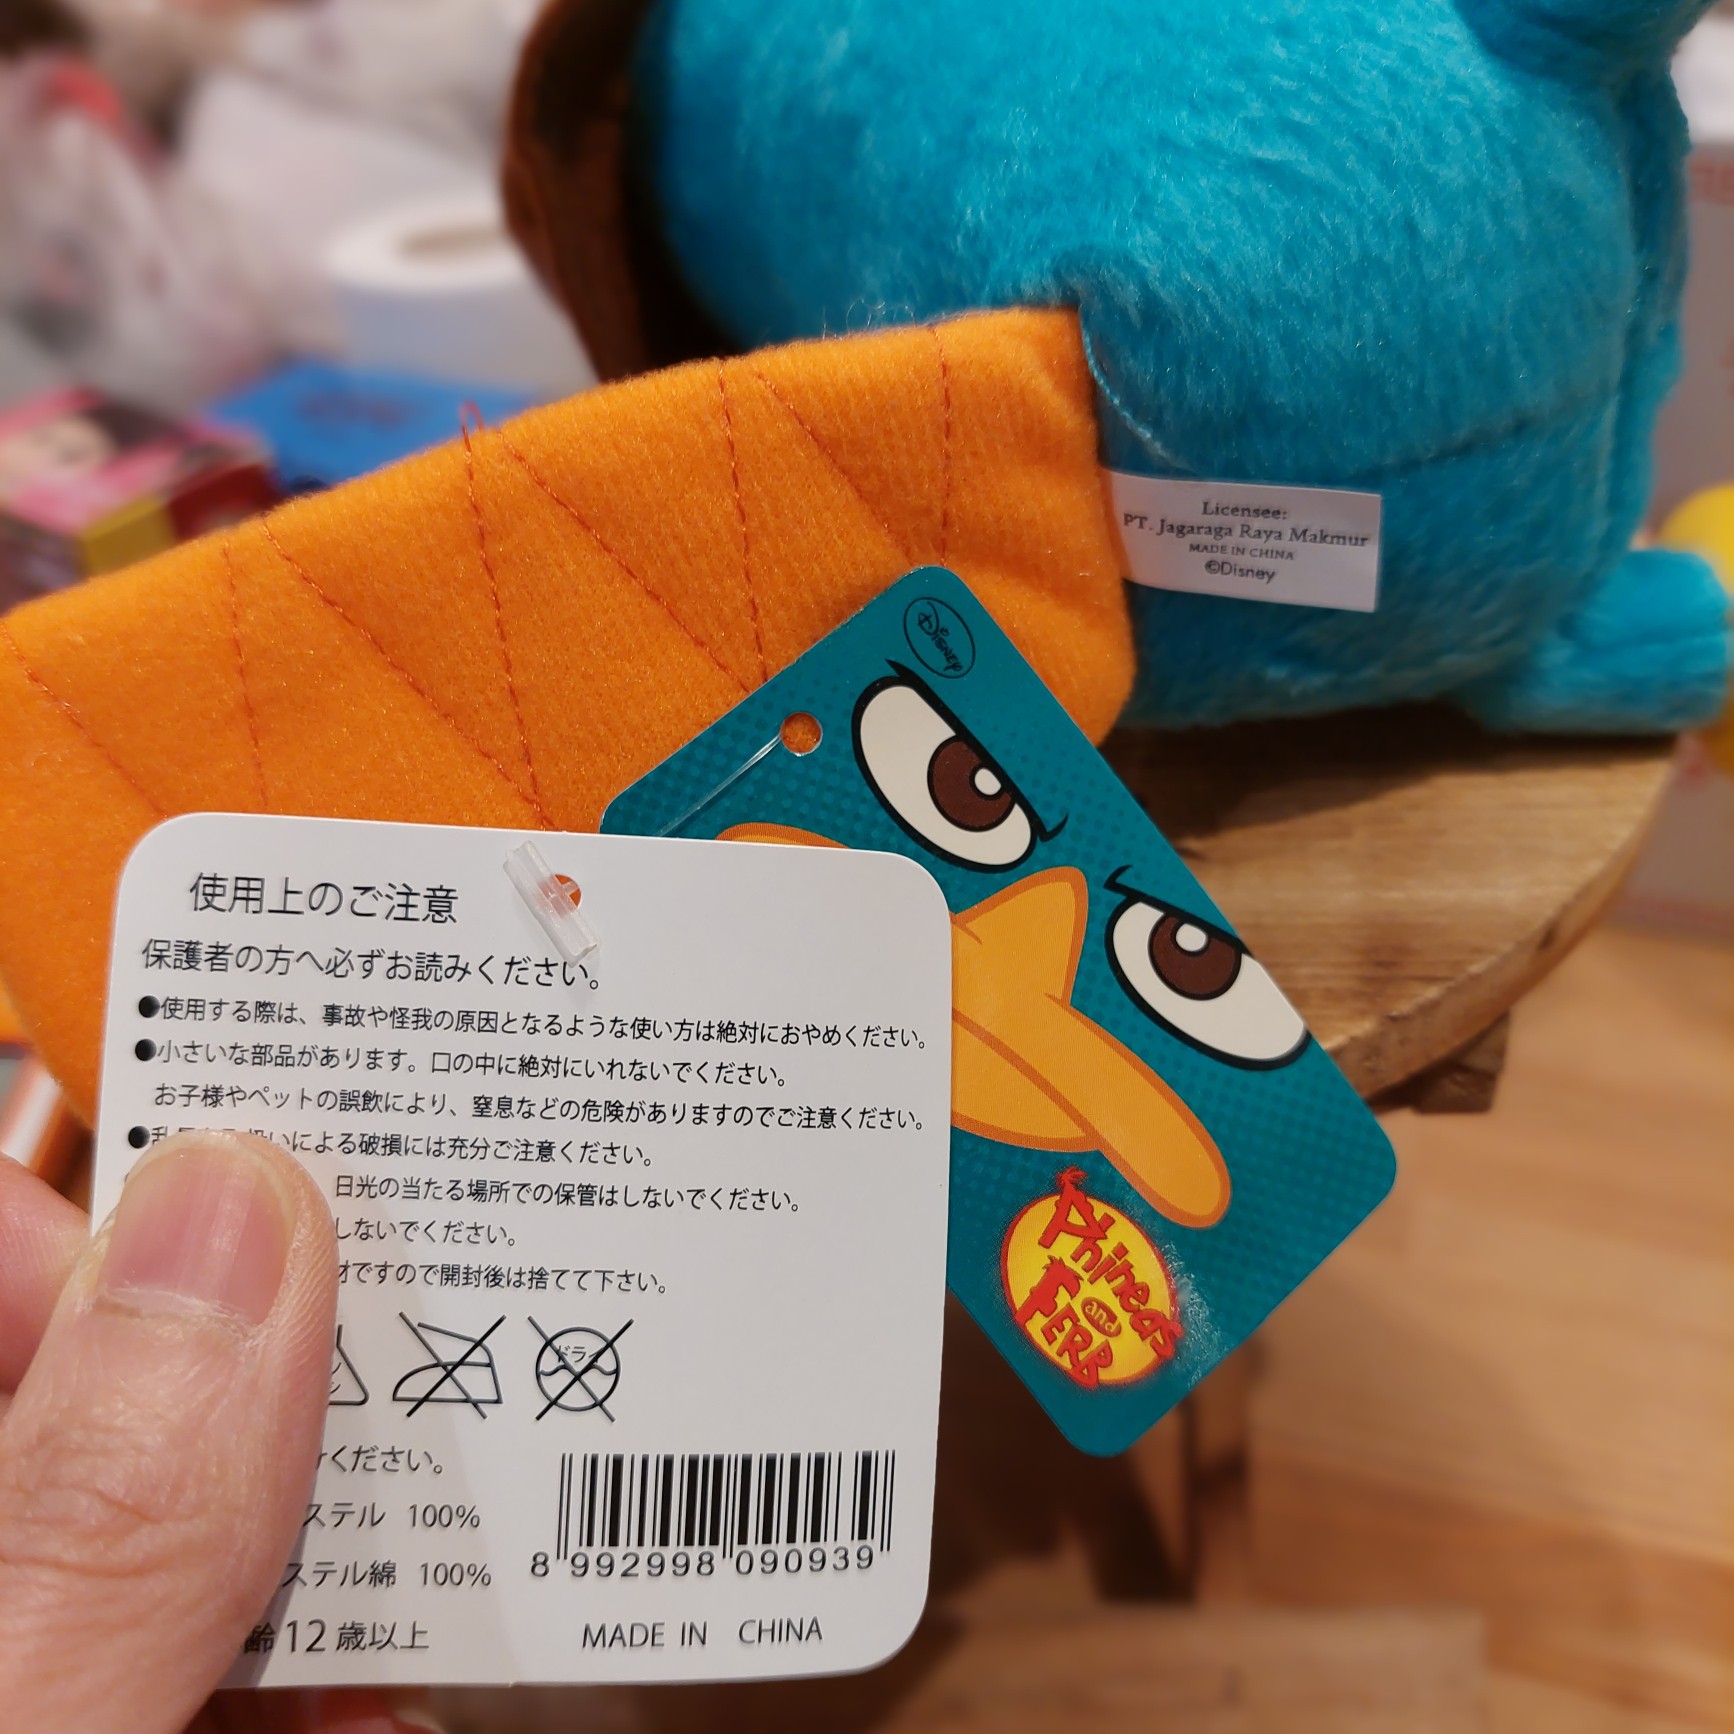 Licensee:
PT. Jagaraga Raya Makmur
MADE IN CHINA
©Disney
Disney
Phineas
and
FERB
使用上のご注意
保護者の方へ必ずお読みください。
●使用する際は、事故や怪我の原因となるような使い方は絶対におやめください。
●小さいな部品があります。口の中に絶対にいれないでください。
お子様やペットの誤飲により、窒息などの危険がありますのでご注意ください。
●による破損には充分ご注意ください。
日光の当たる場所での保管はしないでください。
しないでください。
ですので開封後は捨てて下さい。
ドライ
ください。
ステル 100%
ステル綿 100%
齢12歳以上
8 992998 090939
MADE IN CHINA